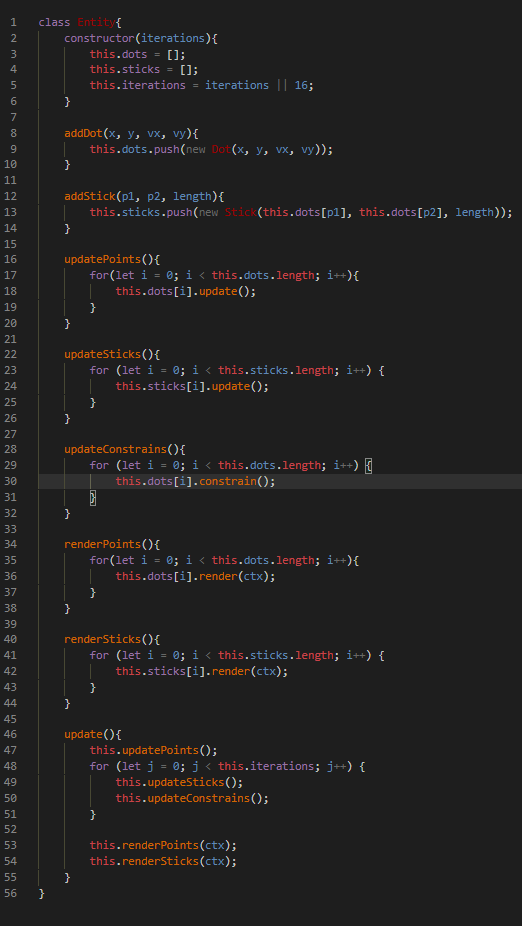 1 class Entity{
2     constructor(iterations){
3         this.dots = [];
4         this.sticks = [];
5         this.iterations = iterations || 16;
6     }
7
8     addDot(x, y, vx, vy){
9         this.dots.push(new Dot(x, y, vx, vy));
10     }
11
12     addStick(p1, p2, length){
13         this.sticks.push(new Stick(this.dots[p1], this.dots[p2], length));
14     }
15
16     updatePoints(){
17         for(let i = 0; i < this.dots.length; i++){
18             this.dots[i].update();
19         }
20     }
21
22     updateSticks(){
23         for (let i = 0; i < this.sticks.length; i++) {
24             this.sticks[i].update();
25         }
26     }
27
28     updateConstrains(){
29         for (let i = 0; i < this.dots.length; i++) {
30             this.dots[i].constrain();
31         }
32     }
33
34     renderPoints(){
35         for(let i = 0; i < this.dots.length; i++){
36             this.dots[i].render(ctx);
37         }
38     }
39
40     renderSticks(){
41         for (let i = 0; i < this.sticks.length; i++) {
42             this.sticks[i].render(ctx);
43         }
44     }
45
46     update(){
47         this.updatePoints();
48         for (let j = 0; j < this.iterations; j++) {
49             this.updateSticks();
50             this.updateConstrains();
51         }
52
53         this.renderPoints(ctx);
54         this.renderSticks(ctx);
55     }
56 }